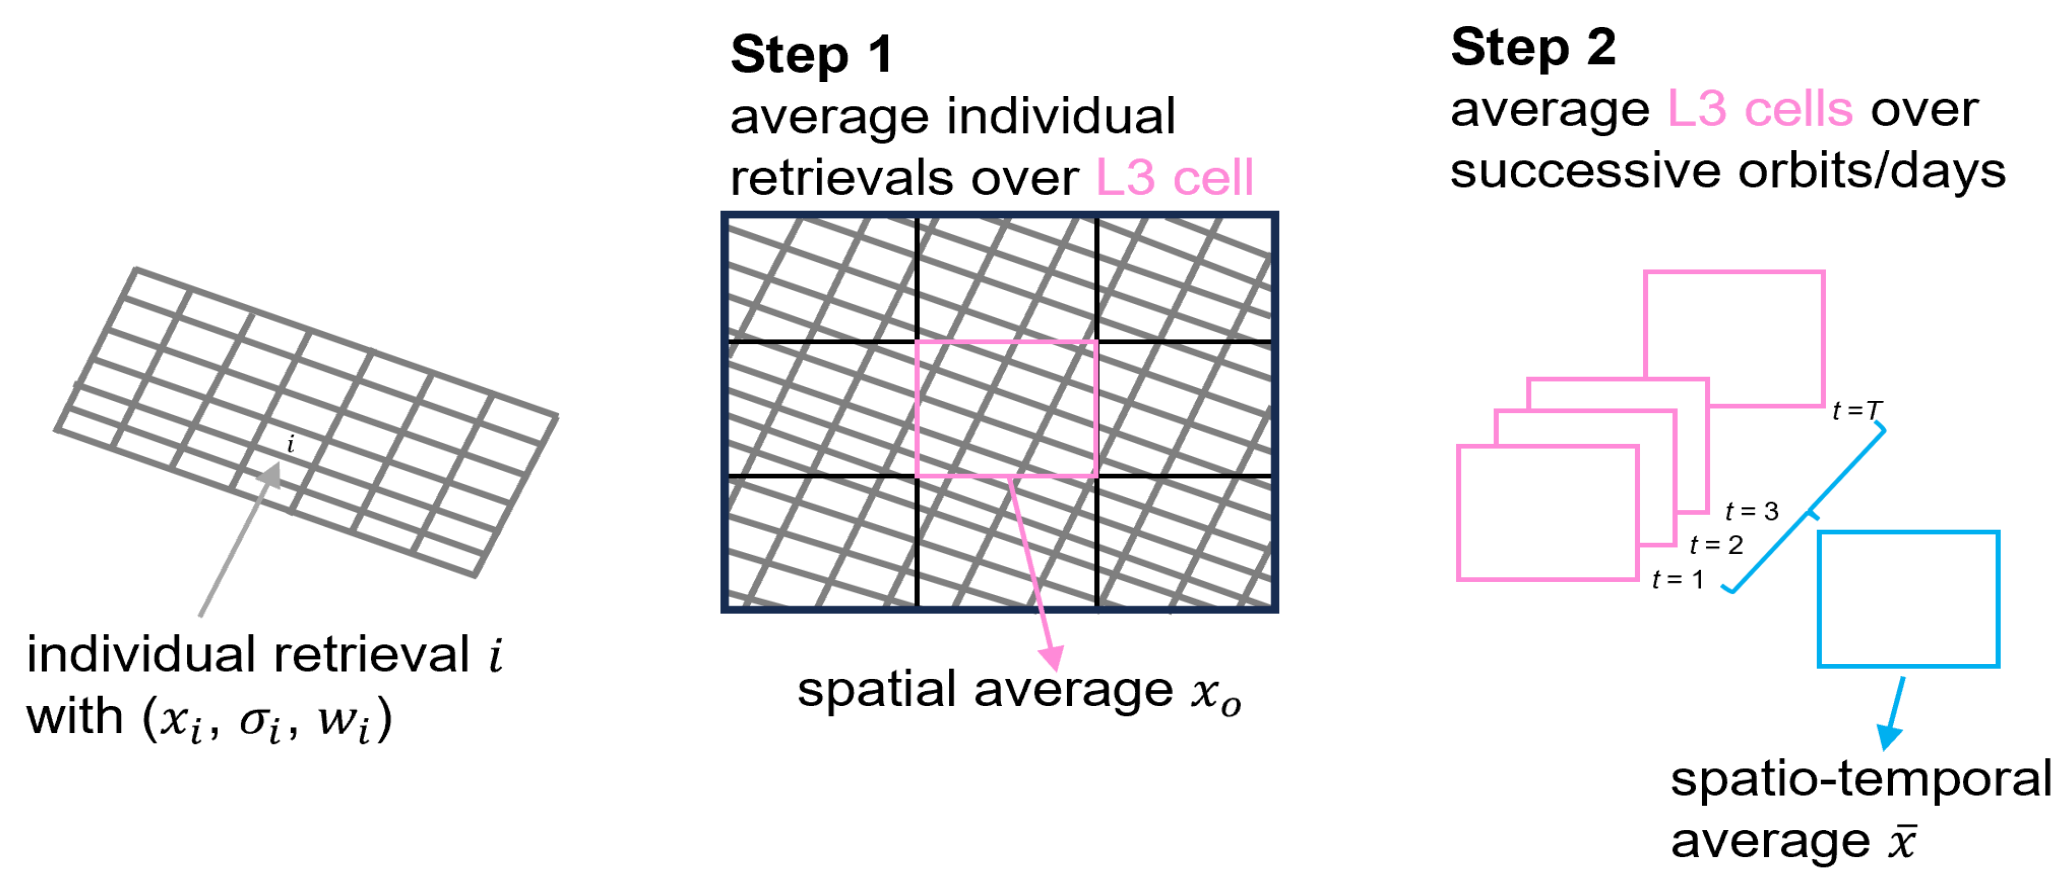 i
individual retrieval i
with (xᵢ, σᵢ, wᵢ)
Step 1
average individual
retrievals over L3 cell
spatial average xₒ
Step 2
average L3 cells over
successive orbits/days
t =T
t = 3
t = 2
t = 1
spatio-temporal
average x̄